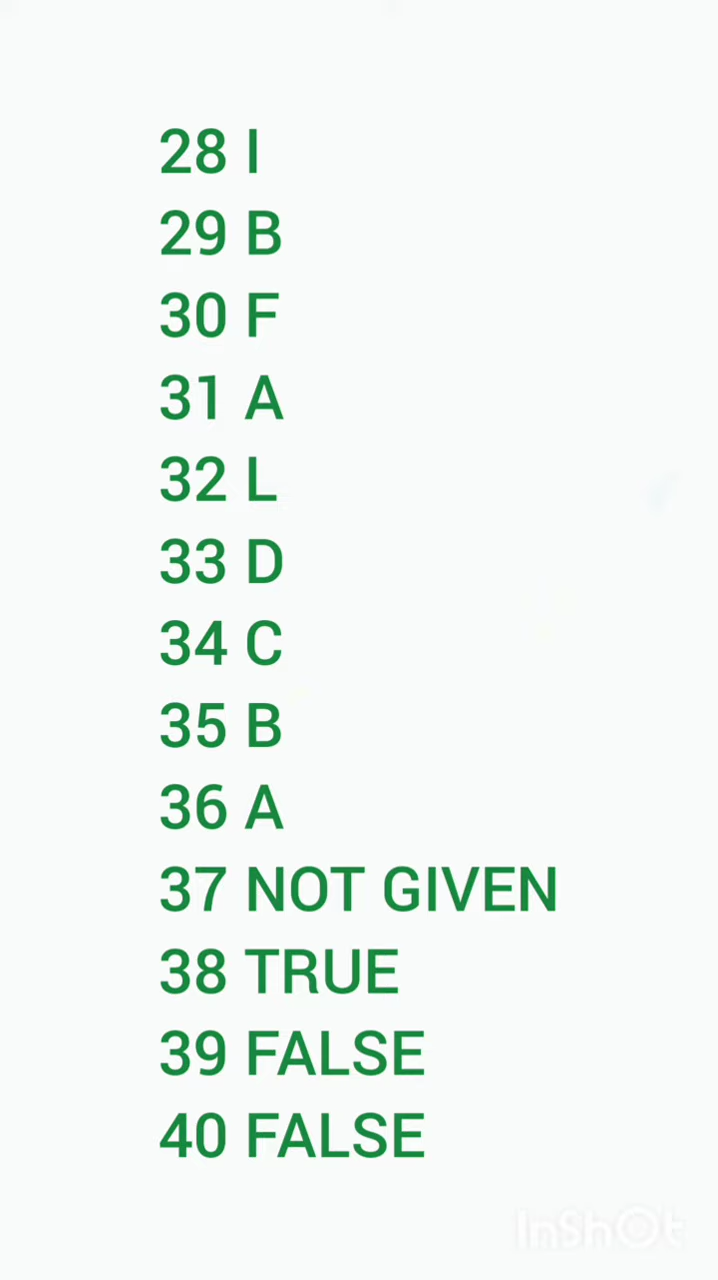 28 I
29 B
30 F
31 A
32 L
33 D
34 C
35 B
36 A
37 NOT GIVEN
38 TRUE
39 FALSE
40 FALSE
InShOt